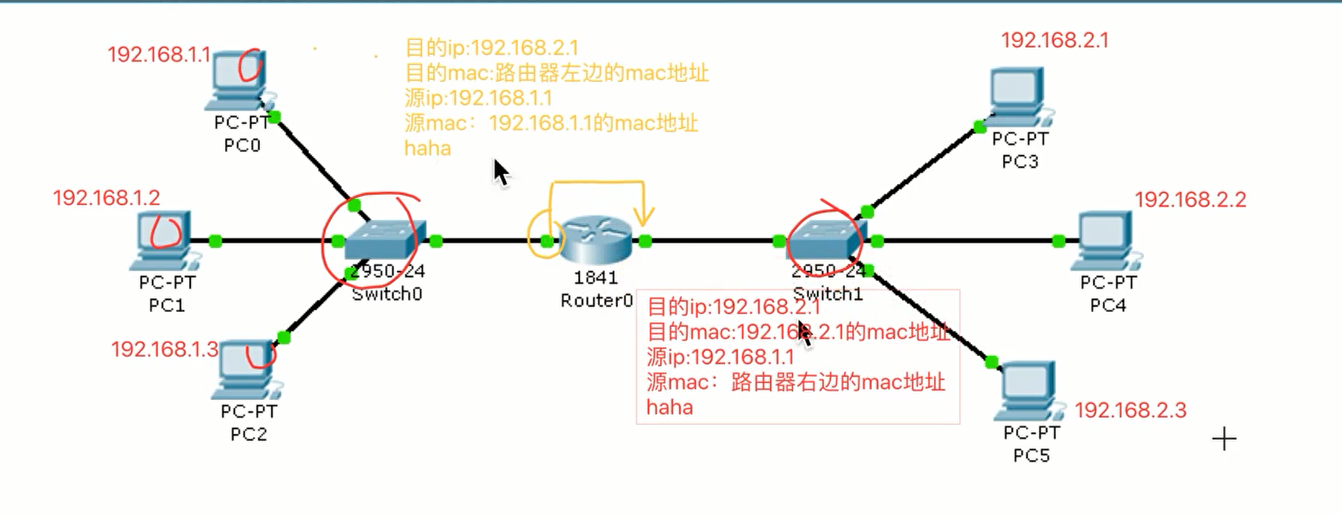 192.168.1.1
PC-PT
PC0
目的ip:192.168.2.1
目的mac:路由器左边的mac地址
源ip:192.168.1.1
源mac：192.168.1.1的mac地址
haha
192.168.2.1
PC-PT
PC3
192.168.1.2
PC-PT
PC1
2950-24
Switch0
1841
Router0
2950-24
Switch1
192.168.2.2
PC-PT
PC4
192.168.1.3
PC-PT
PC2
目的ip:192.168.2.1
目的mac:192.168.2.1的mac地址
源ip:192.168.1.1
源mac：路由器右边的mac地址
haha
192.168.2.3
PC-PT
PC5